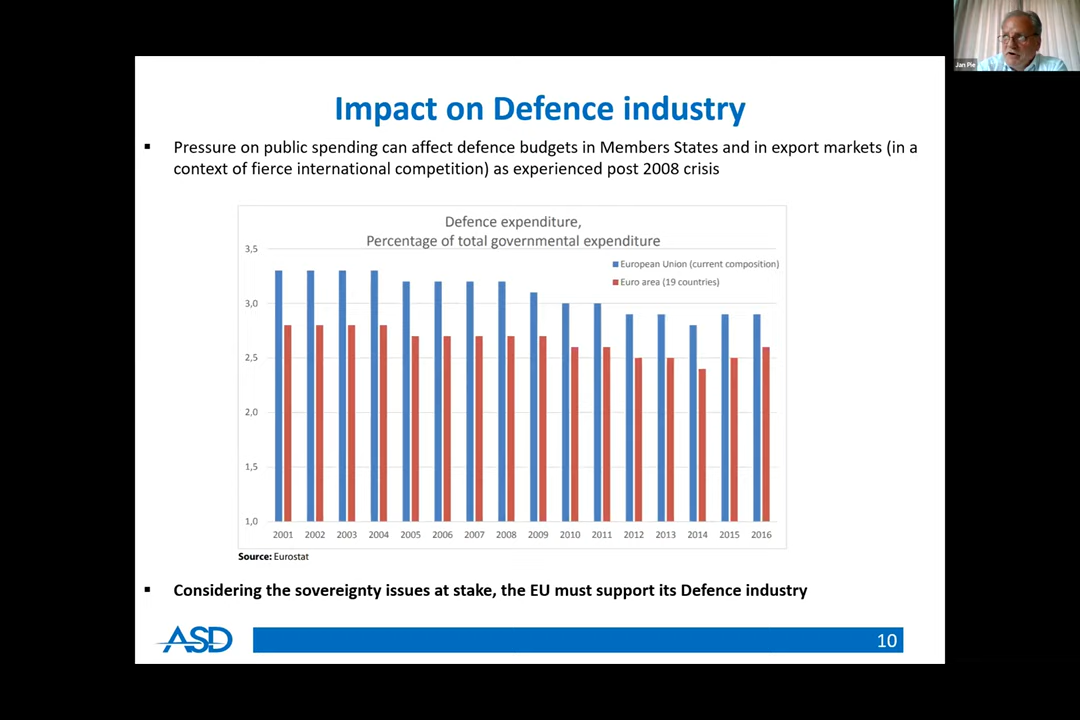 Jan Pie
Impact on Defence industry
▪ Pressure on public spending can affect defence budgets in Members States and in export markets (in a
context of fierce international competition) as experienced post 2008 crisis
Defence expenditure,
Percentage of total governmental expenditure
European Union (current composition)
Euro area (19 countries)
3,5
3,0
2,5
2,0
1,5
1,0
2001 2002 2003 2004 2005 2006 2007 2008 2009 2010 2011 2012 2013 2014 2015 2016
Source: Eurostat
▪ Considering the sovereignty issues at stake, the EU must support its Defence industry
ASD
10